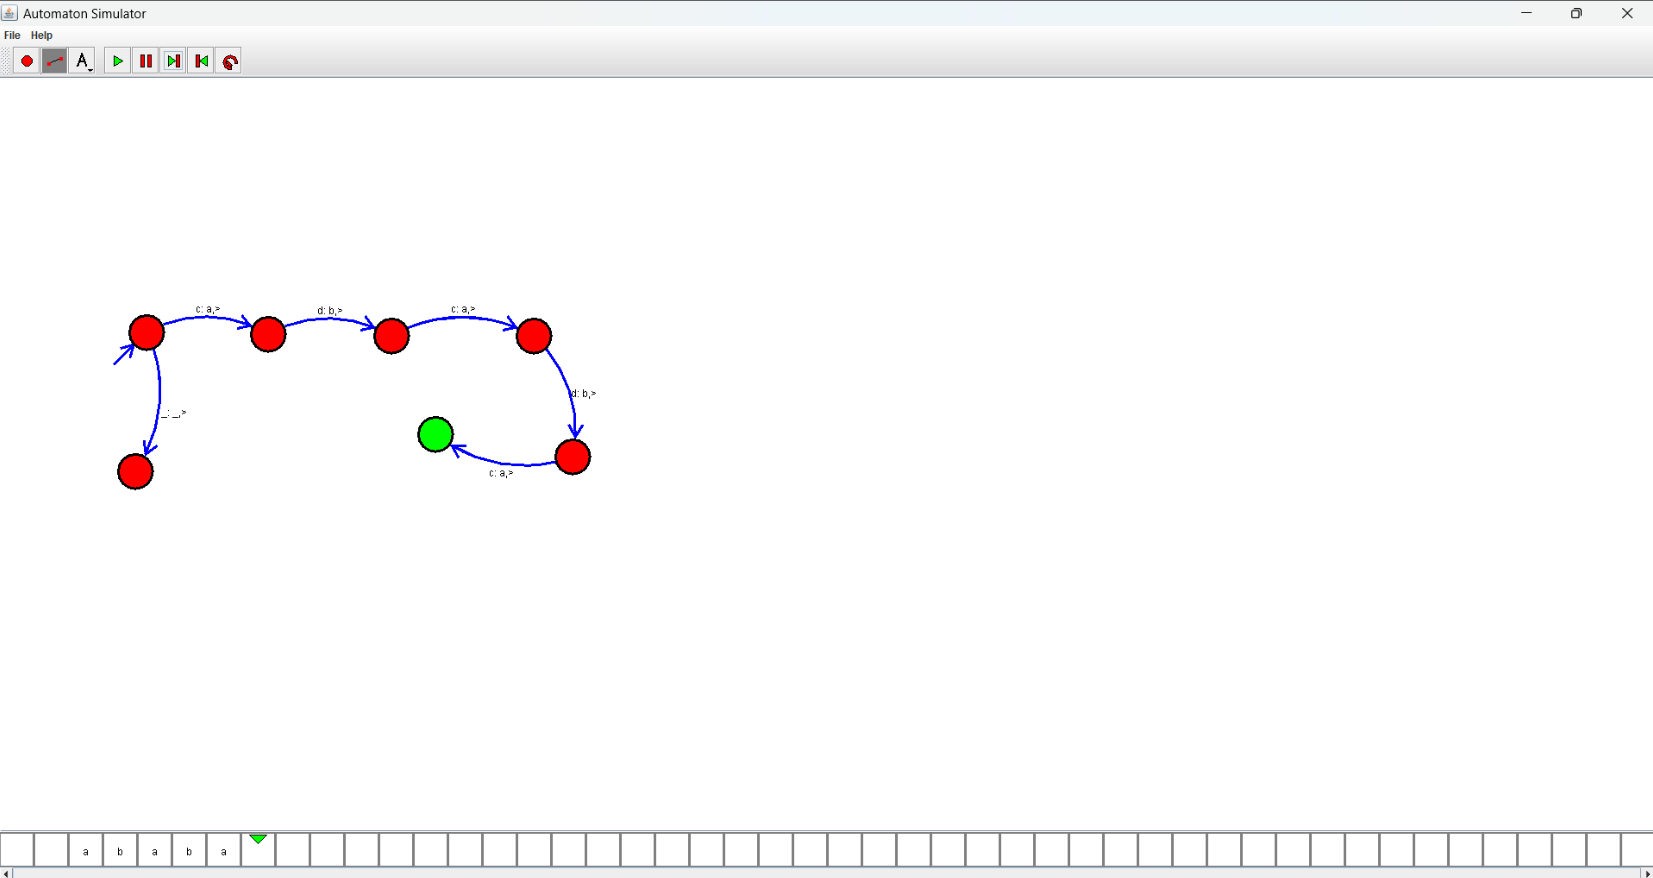 Automaton Simulator
File Help
A
c: a,> d: b,> c: a,>
d: b,>
_: _,>
c: a,>
a b a b a